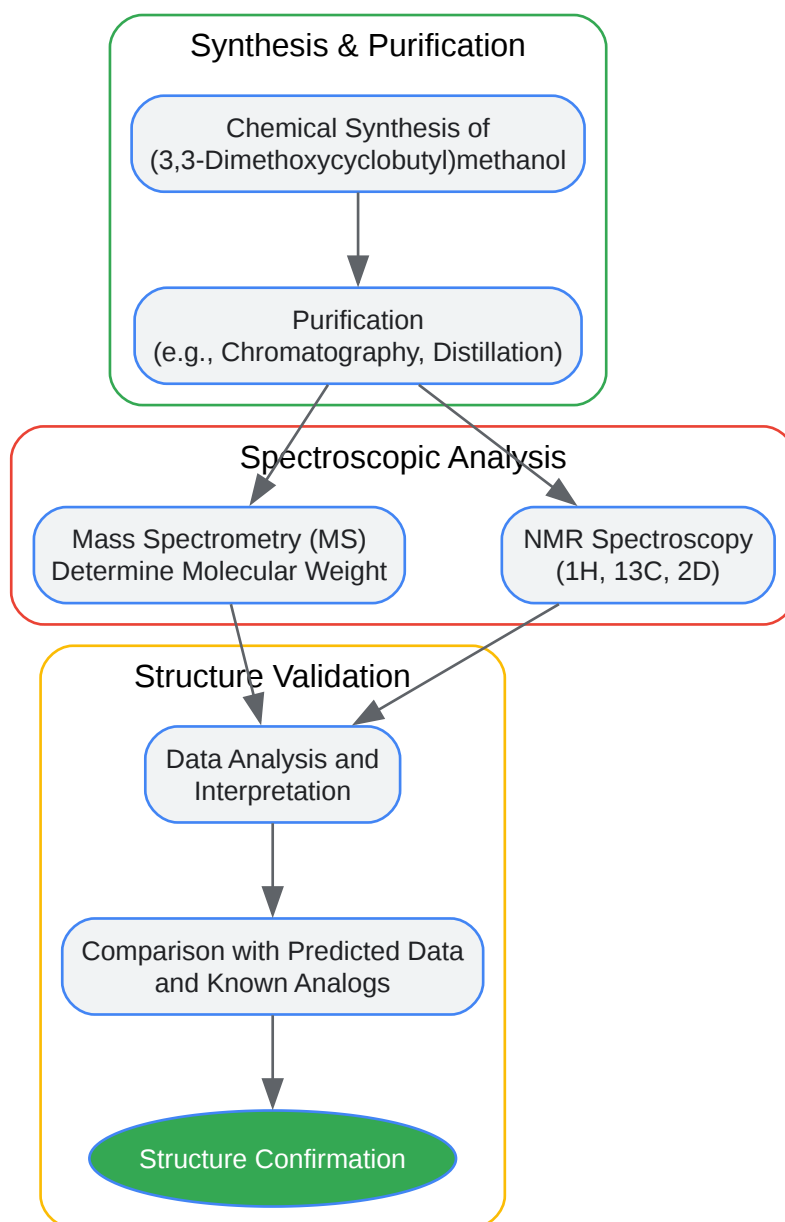 Synthesis & Purification
Chemical Synthesis of
(3,3-Dimethoxycyclobutyl)methanol
Purification
(e.g., Chromatography, Distillation)
Spectroscopic Analysis
Mass Spectrometry (MS)
Determine Molecular Weight
NMR Spectroscopy
(1H, 13C, 2D)
Structure Validation
Data Analysis and
Interpretation
Comparison with Predicted Data
and Known Analogs
Structure Confirmation